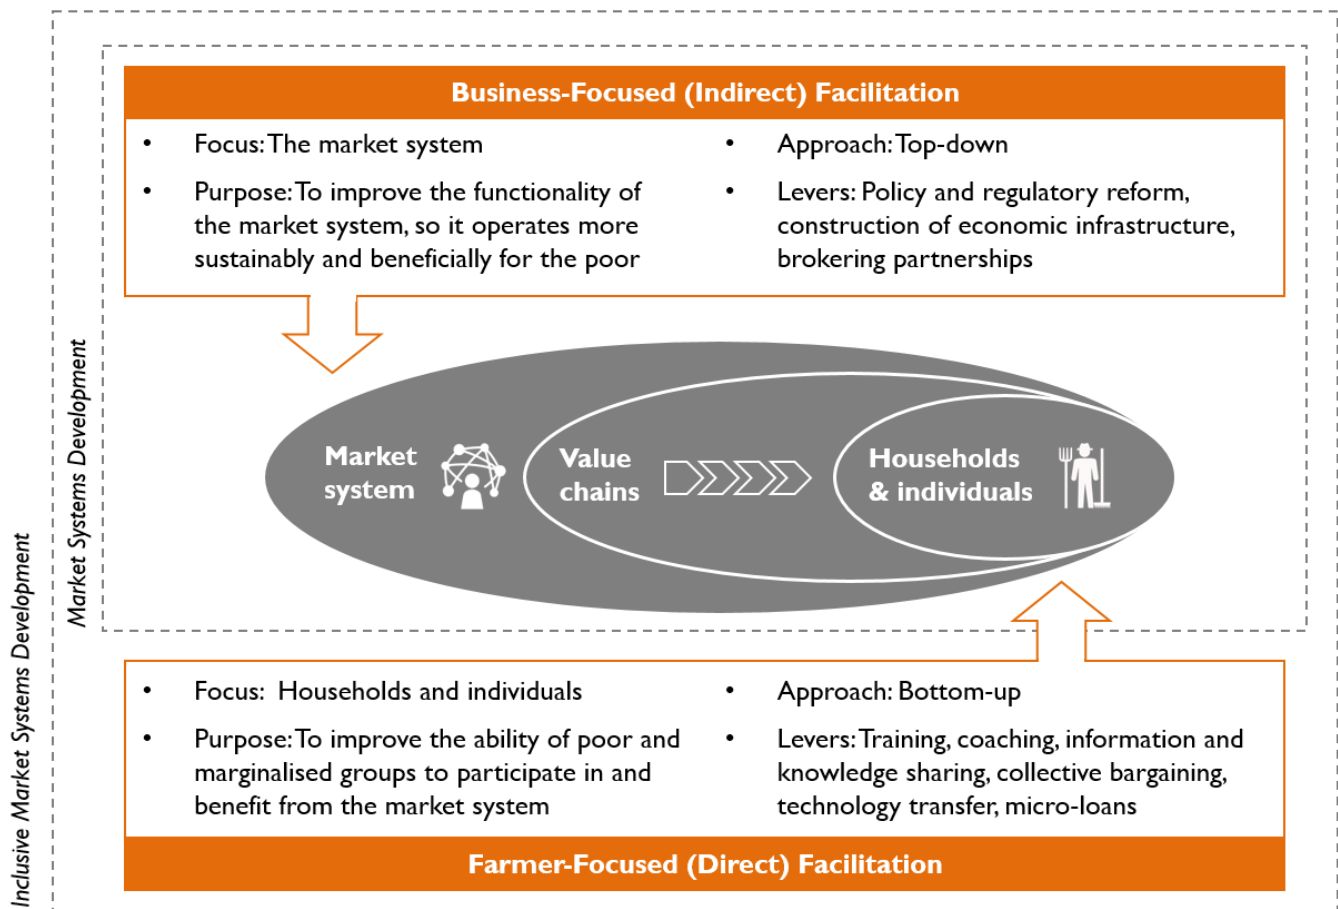 Business-Focused (Indirect) Facilitation
• Focus: The market system
• Purpose: To improve the functionality of
the market system, so it operates more
sustainably and beneficially for the poor
• Approach: Top-down
• Levers: Policy and regulatory reform,
construction of economic infrastructure,
brokering partnerships
Market
system
Value
chains
Households
& individuals
• Focus: Households and individuals
• Purpose: To improve the ability of poor and
marginalised groups to participate in and
benefit from the market system
• Approach: Bottom-up
• Levers: Training, coaching, information and
knowledge sharing, collective bargaining,
technology transfer, micro-loans
Farmer-Focused (Direct) Facilitation
Market Systems Development
Inclusive Market Systems Development